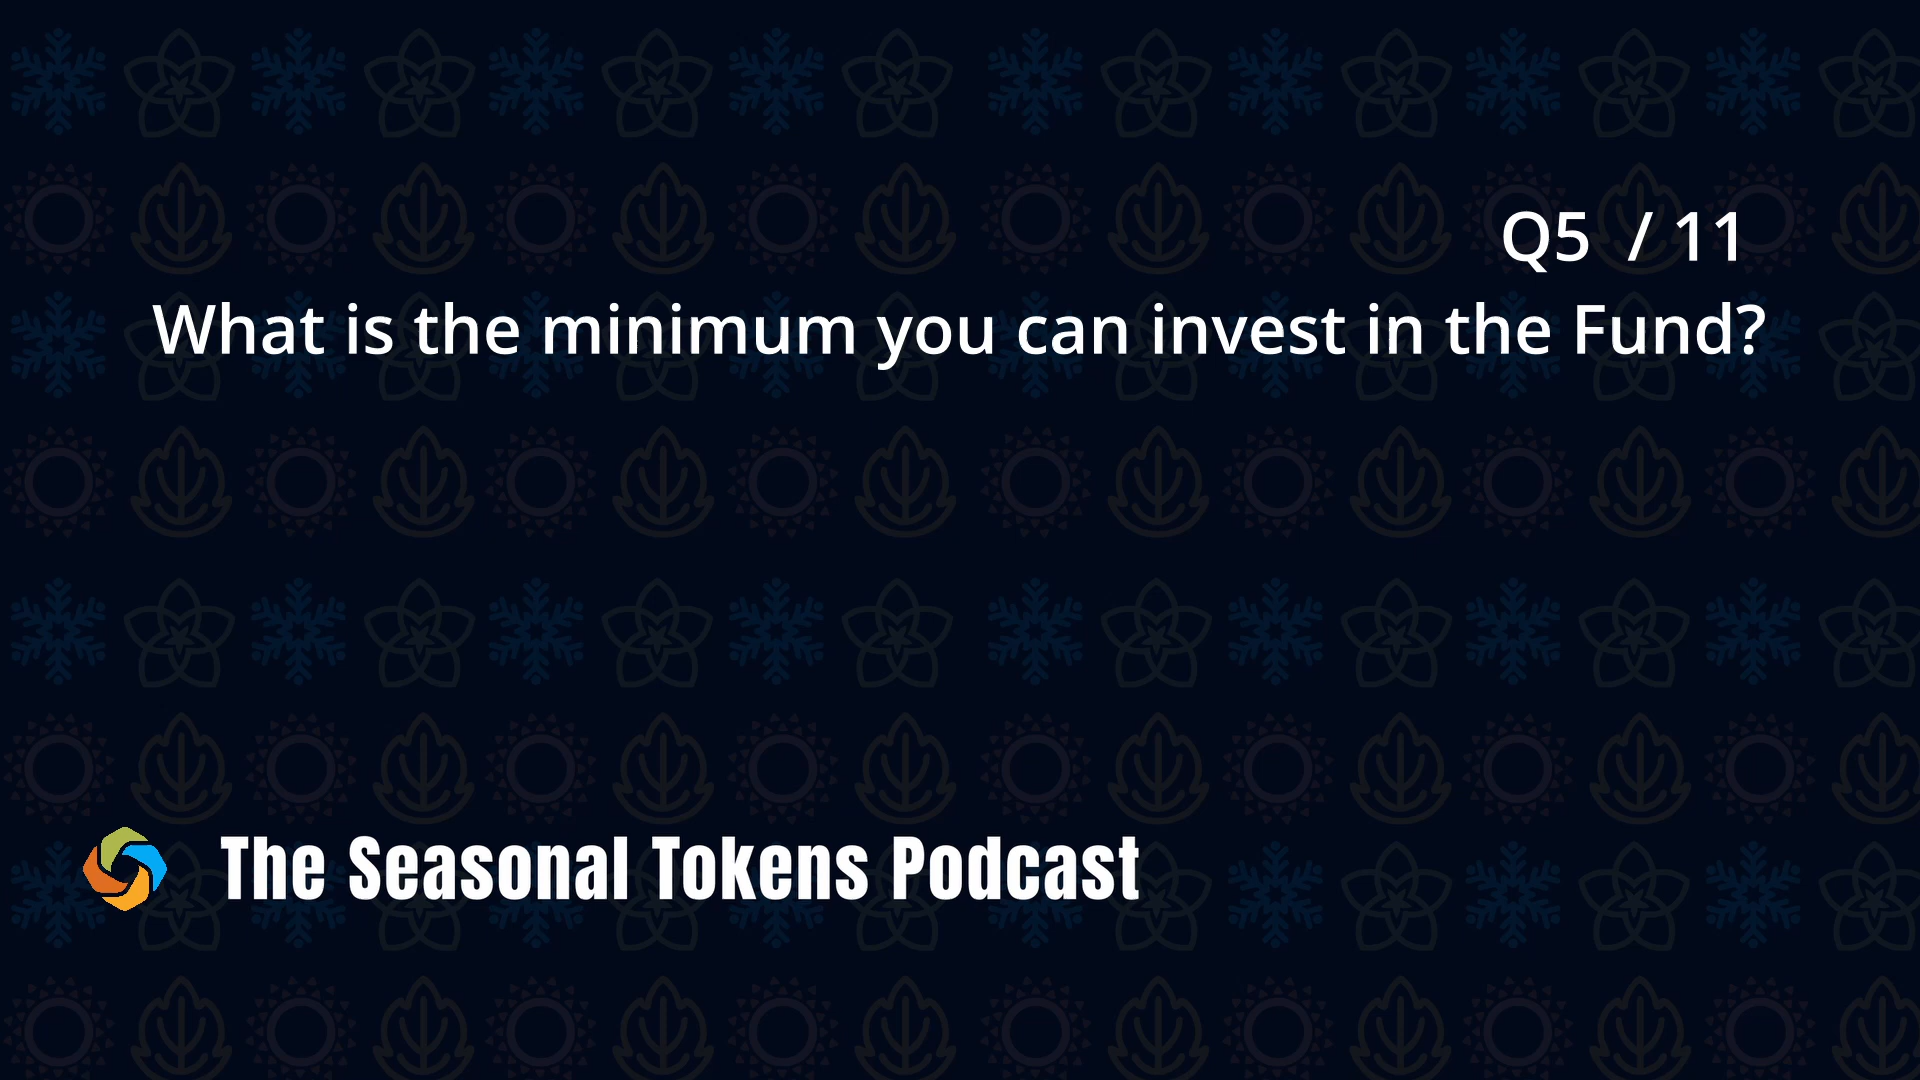 Q5 / 11
What is the minimum you can invest in the Fund?
The Seasonal Tokens Podcast